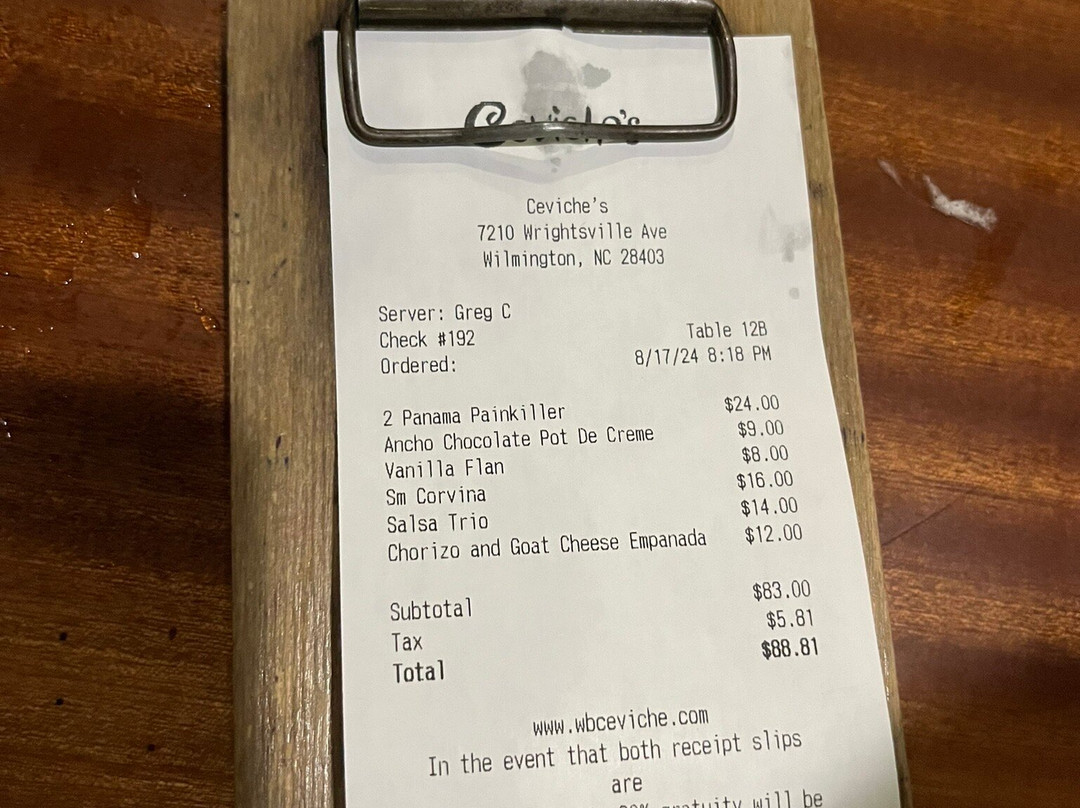 Ceviche's
Ceviche's
7210 Wrightsville Ave
Wilmington, NC 28403
Server: Greg C
Check #192 Table 12B
Ordered: 8/17/24 8:18 PM
2 Panama Painkiller $24.00
Ancho Chocolate Pot De Creme $9.00
Vanilla Flan $8.00
Sm Corvina $16.00
Salsa Trio $14.00
Chorizo and Goat Cheese Empanada $12.00
Subtotal $83.00
Tax $5.81
Total $88.81
www.wbceviche.com
In the event that both receipt slips
are
gratuity will be